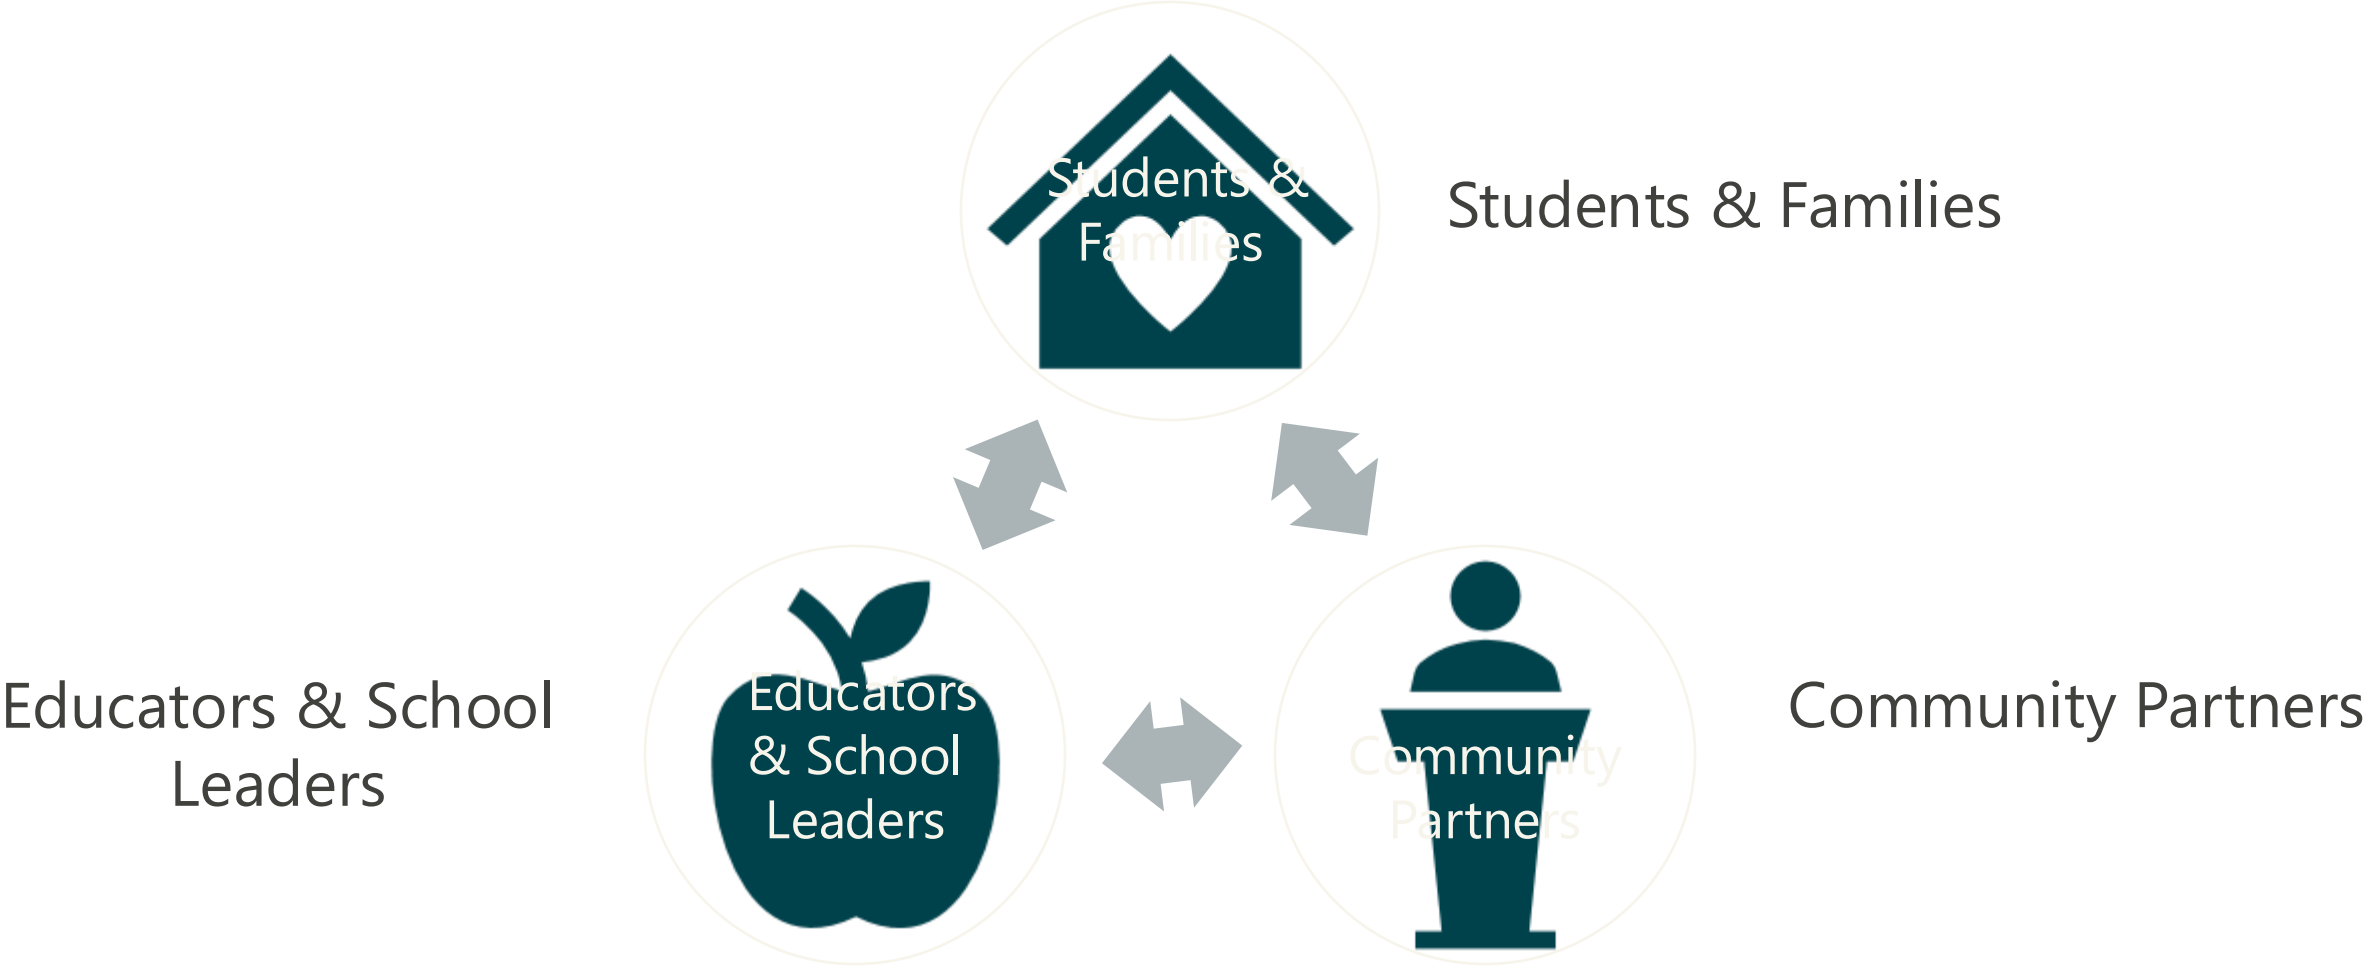 Students &
Families
Students & Families
Educators & School
Leaders
Educators
& School
Leaders
Community
Partners
Community Partners